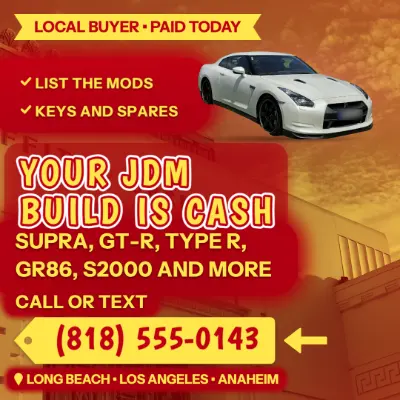 LOCAL BUYER • PAID TODAY
✓ LIST THE MODS
✓ KEYS AND SPARES
YOUR JDM
BUILD IS CASH
SUPRA, GT-R, TYPE R,
GR86, S2000 AND MORE
CALL OR TEXT
(818) 555-0143
LONG BEACH • LOS ANGELES • ANAHEIM